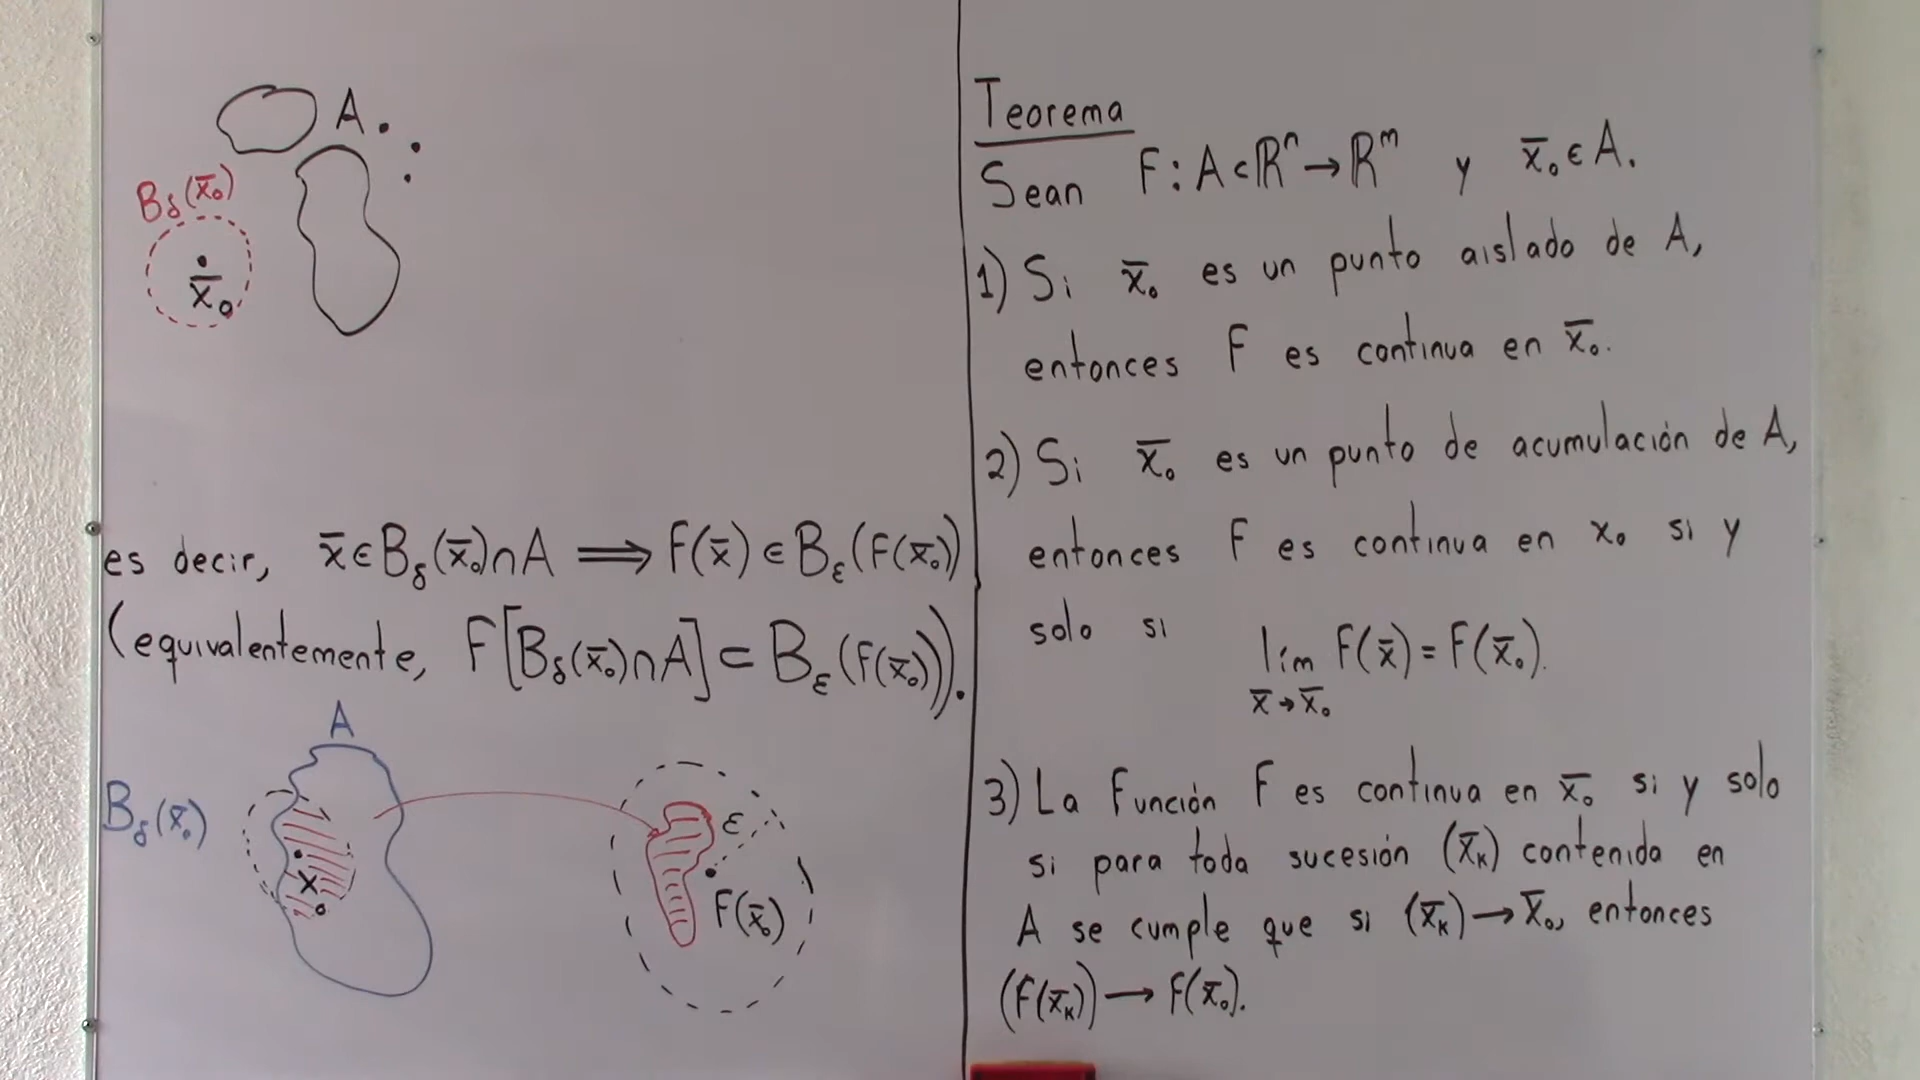 A
B_δ(x̄₀)
x̄₀
es decir, x̄ ∈ B_δ(x̄₀) ∩ A ⟹ F(x̄) ∈ B_ε(F(x̄₀))
(equivalentemente, F[B_δ(x̄₀) ∩ A] ⊂ B_ε(F(x̄₀))).
A
B_δ(x̄₀)
x₀
ε
F(x̄₀)
Teorema
Sean F: A ⊂ ℝⁿ → ℝᵐ y x̄₀ ∈ A.
1) Si x̄₀ es un punto aislado de A,
entonces F es continua en x̄₀.
2) Si x̄₀ es un punto de acumulación de A,
entonces F es continua en x₀ si y
solo si lim F(x̄) = F(x̄₀).
x̄ → x̄₀
3) La Función F es continua en x̄₀ si y solo
si para toda sucesión (x̄ₖ) contenida en
A se cumple que si (x̄ₖ) → x̄₀, entonces
(F(x̄ₖ)) → F(x̄₀).